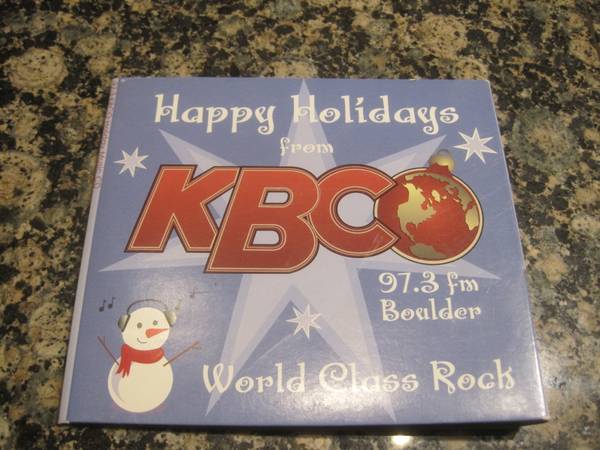 Happy Holidays
from
KBCO
97.3 fm
Boulder
World Class Rock